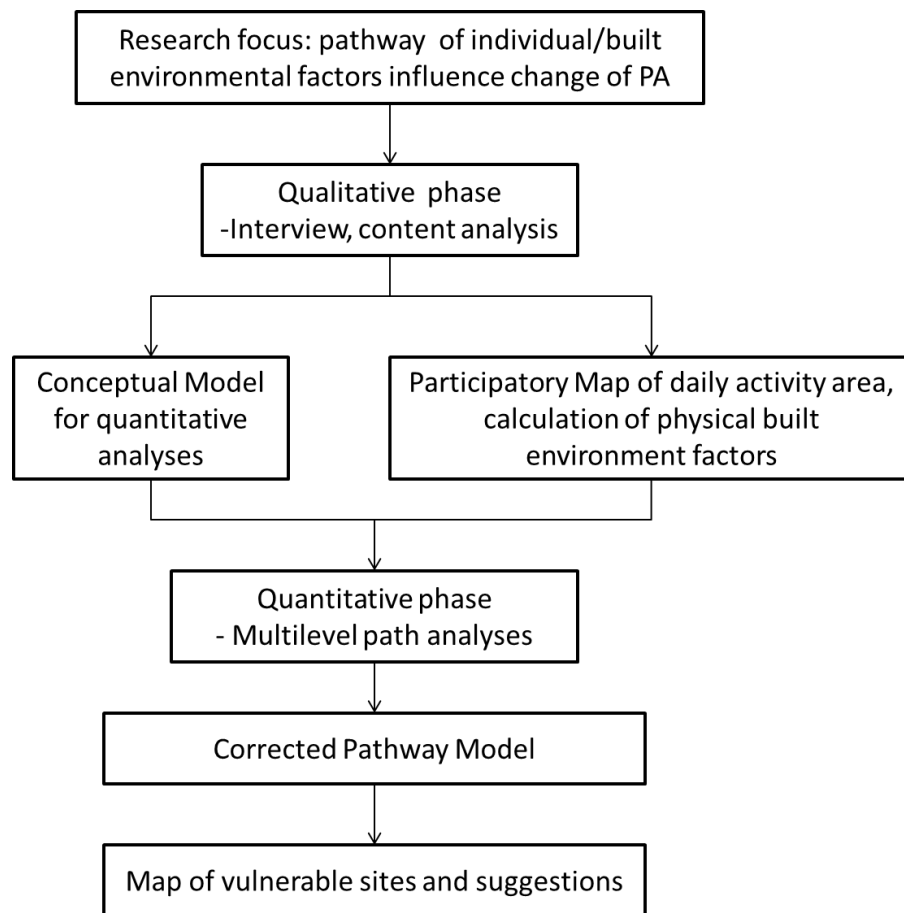 Research focus: pathway of individual/built
environmental factors influence change of PA
Qualitative phase
-Interview, content analysis
Conceptual Model
for quantitative
analyses
Participatory Map of daily activity area,
calculation of physical built
environment factors
Quantitative phase
- Multilevel path analyses
Corrected Pathway Model
Map of vulnerable sites and suggestions